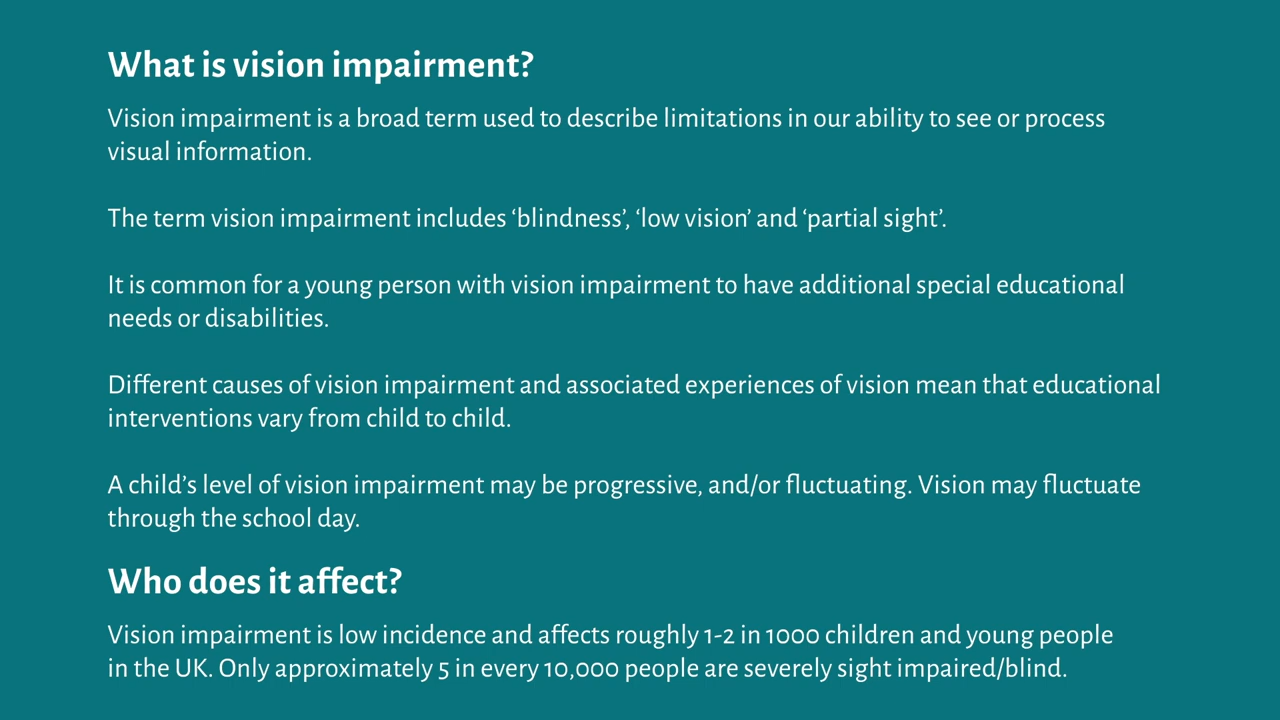 What is vision impairment?
Vision impairment is a broad term used to describe limitations in our ability to see or process
visual information.
The term vision impairment includes ‘blindness’, ‘low vision’ and ‘partial sight’.
It is common for a young person with vision impairment to have additional special educational
needs or disabilities.
Different causes of vision impairment and associated experiences of vision mean that educational
interventions vary from child to child.
A child’s level of vision impairment may be progressive, and/or fluctuating. Vision may fluctuate
through the school day.
Who does it affect?
Vision impairment is low incidence and affects roughly 1-2 in 1000 children and young people
in the UK. Only approximately 5 in every 10,000 people are severely sight impaired/blind.